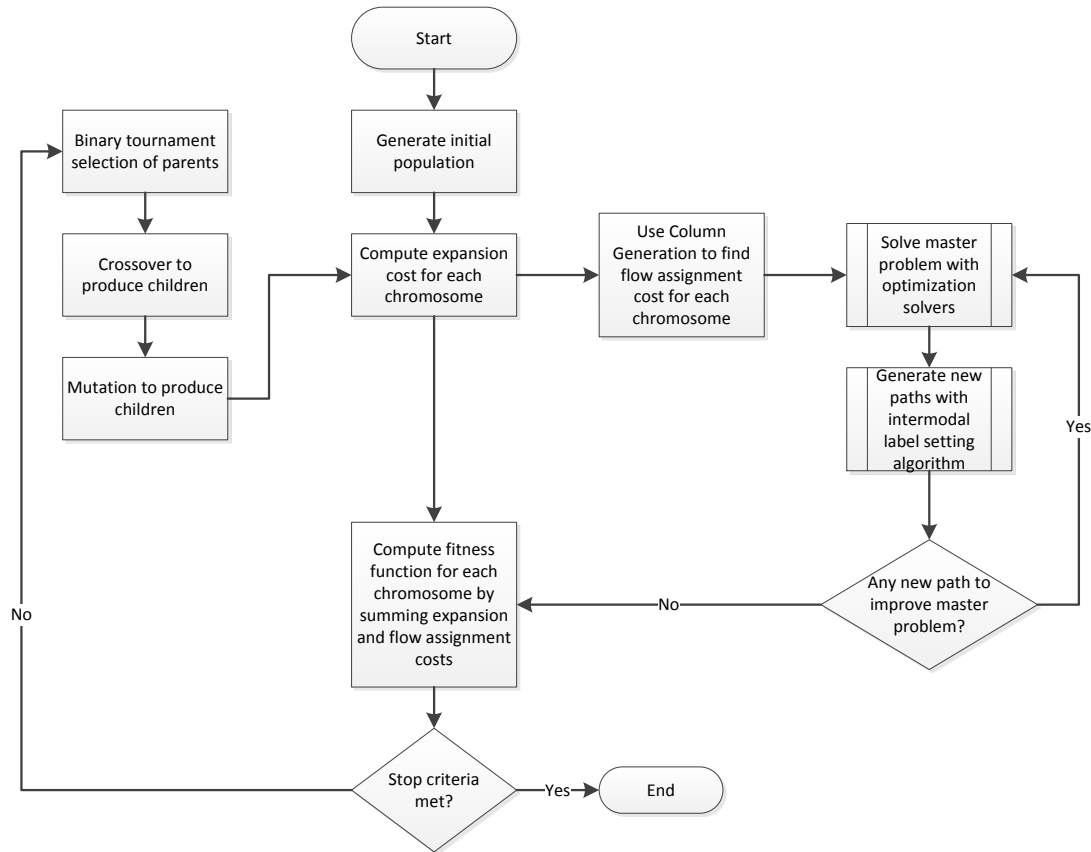 Start
Generate initial
population
Binary tournament
selection of parents
Crossover to
produce children
Mutation to produce
children
Compute expansion
cost for each
chromosome
Use Column
Generation to find
flow assignment
cost for each
chromosome
Solve master
problem with
optimization
solvers
Generate new
paths with
intermodal
label setting
algorithm
Yes
Any new path to
improve master
problem?
No
Compute fitness
function for each
chromosome by
summing expansion
and flow assignment
costs
No
Stop criteria
met?
Yes
End